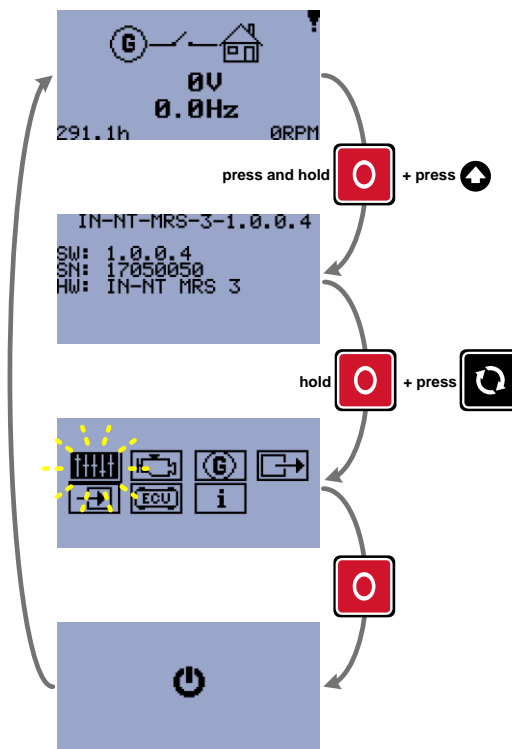 G
0V
0.0Hz
291.1h 0RPM
press and hold + press
IN-NT-MRS-3-1.0.0.4
SW: 1.0.0.4
SN: 17050050
HW: IN-NT MRS 3
hold + press
G
ECU i